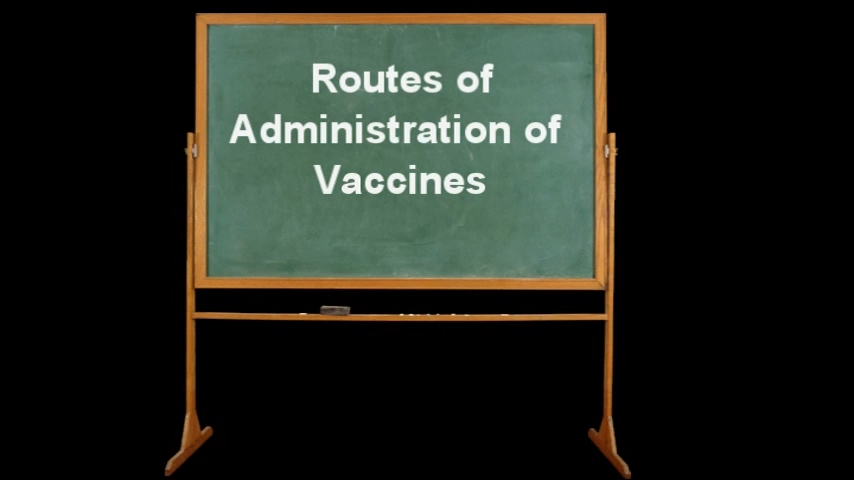 Routes of
Administration of
Vaccines